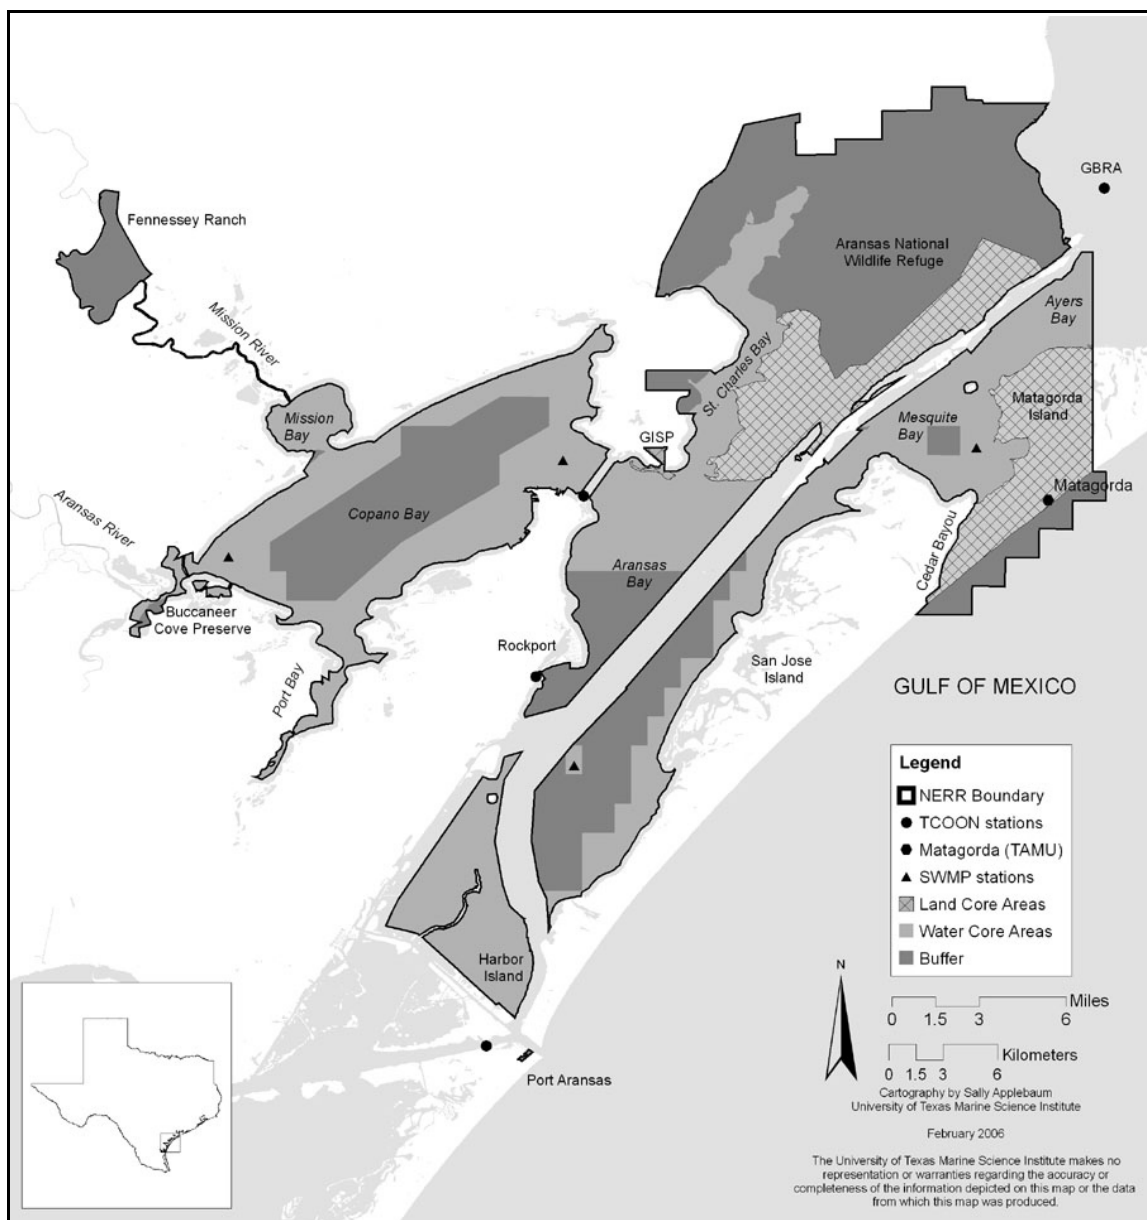 GBRA
Fennessey Ranch
Aransas National
Wildlife Refuge
Mission River
Ayers
Bay
St. Charles Bay
Mission
Bay
Matagorda
Island
Mesquite
Bay
GISP
Matagorda
Aransas River
Copano Bay
Cedar Bayou
Aransas
Bay
Buccaneer
Cove Preserve
Rockport
San Jose
Island
Port Bay
GULF OF MEXICO
Legend
NERR Boundary
TCOON stations
Matagorda (TAMU)
SWMP stations
Land Core Areas
Water Core Areas
Buffer
Harbor
Island
N
Miles
0 1.5 3 6
Kilometers
0 1.5 3 6
Port Aransas
Cartography by Sally Applebaum
University of Texas Marine Science Institute
February 2006
The University of Texas Marine Science Institute makes no
representation or warranties regarding the accuracy or
completeness of the information depicted on this map or the data
from which this map was produced.